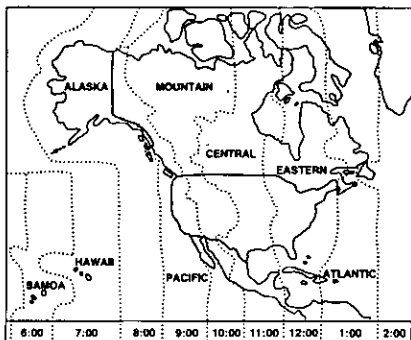 ALASKA
MOUNTAIN
CENTRAL
EASTERN
HAWAII
SAMOA
PACIFIC
ATLANTIC
6:00 7:00 8:00 9:00 10:00 11:00 12:00 1:00 2:00